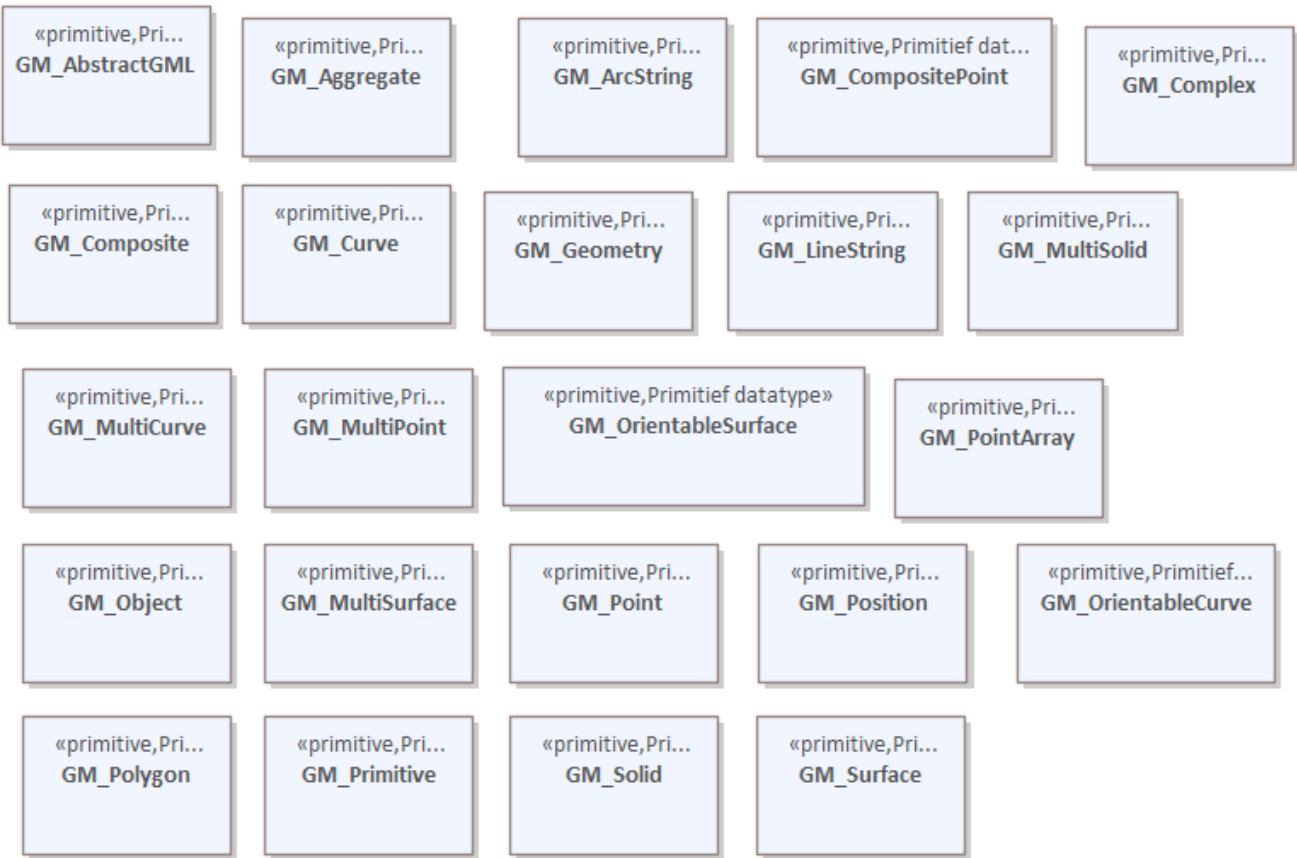 «primitive,Pri...
GM_AbstractGML
«primitive,Pri...
GM_Aggregate
«primitive,Pri...
GM_ArcString
«primitive,Primitief dat...
GM_CompositePoint
«primitive,Pri...
GM_Complex
«primitive,Pri...
GM_Composite
«primitive,Pri...
GM_Curve
«primitive,Pri...
GM_Geometry
«primitive,Pri...
GM_LineString
«primitive,Pri...
GM_MultiSolid
«primitive,Pri...
GM_MultiCurve
«primitive,Pri...
GM_MultiPoint
«primitive,Primitief datatype»
GM_OrientableSurface
«primitive,Pri...
GM_PointArray
«primitive,Pri...
GM_Object
«primitive,Pri...
GM_MultiSurface
«primitive,Pri...
GM_Point
«primitive,Pri...
GM_Position
«primitive,Primitief...
GM_OrientableCurve
«primitive,Pri...
GM_Polygon
«primitive,Pri...
GM_Primitive
«primitive,Pri...
GM_Solid
«primitive,Pri...
GM_Surface